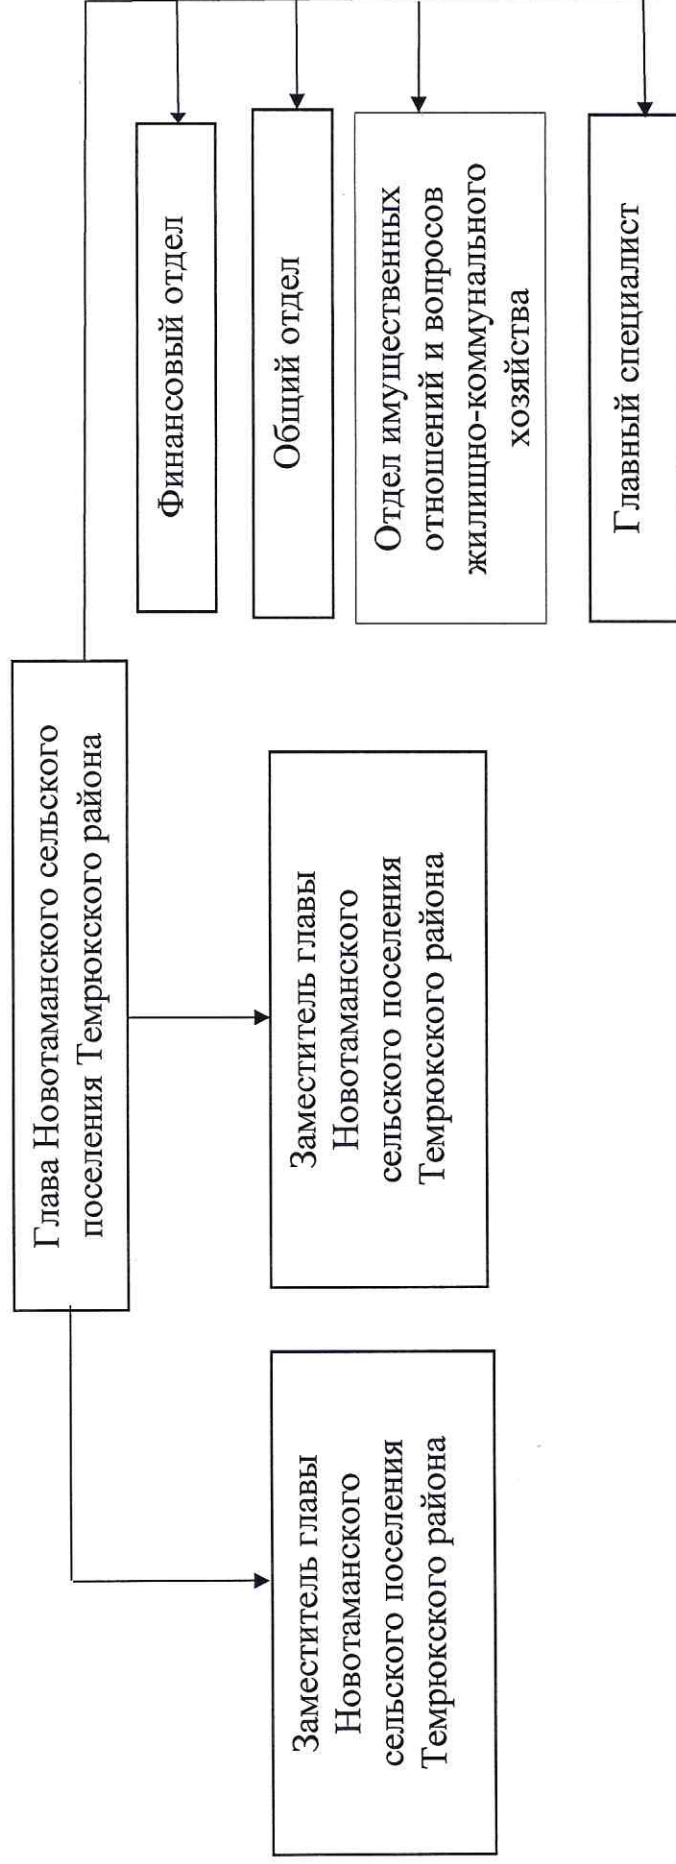 Глава Новотаманского сельского
поселения Темрюкского района
Заместитель главы
Новотаманского
сельского поселения
Темрюкского района
Заместитель главы
Новотаманского
сельского поселения
Темрюкского района
Финансовый отдел
Общий отдел
Отдел имущественных
отношений и вопросов
жилищно-коммунального
хозяйства
Главный специалист